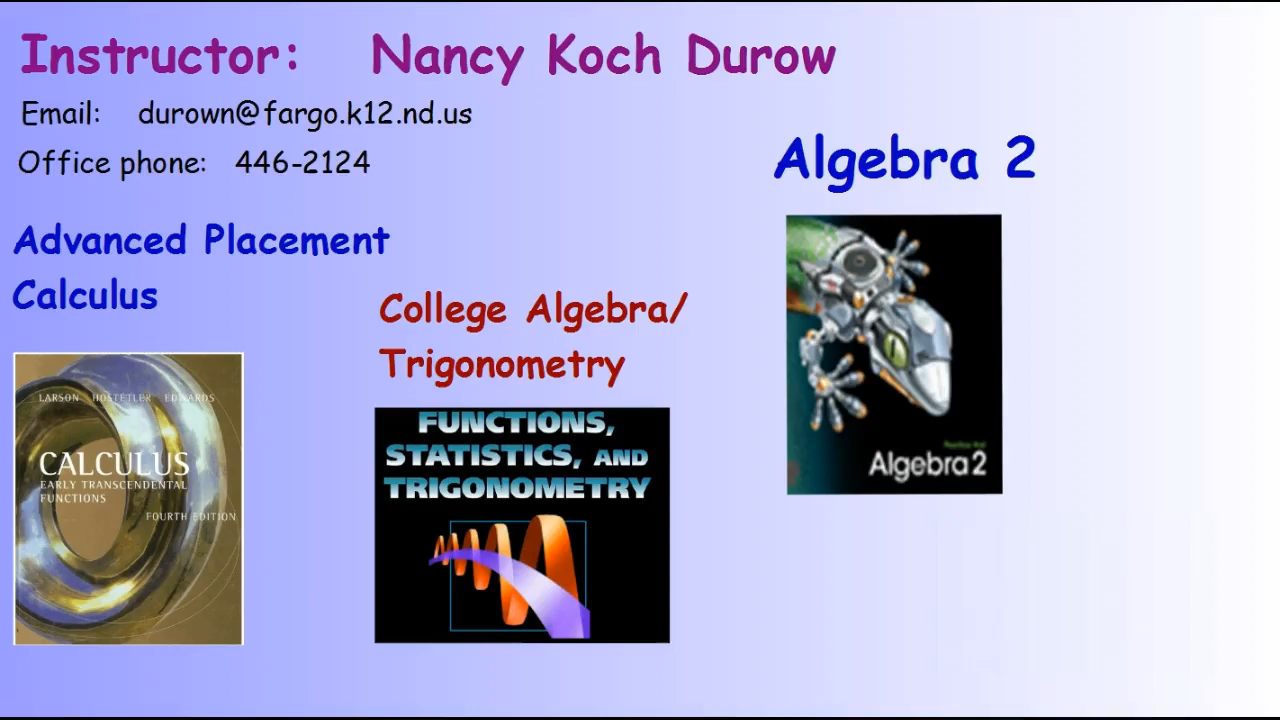 Instructor: Nancy Koch Durow
Email: durown@fargo.k12.nd.us
Office phone: 446-2124
Algebra 2
Advanced Placement
Calculus
College Algebra/
Trigonometry
LARSON HOSTETLER EDWARDS
CALCULUS
EARLY TRANSCENDENTAL
FUNCTIONS
FOURTH EDITION
FUNCTIONS,
STATISTICS, AND
TRIGONOMETRY
Algebra 2